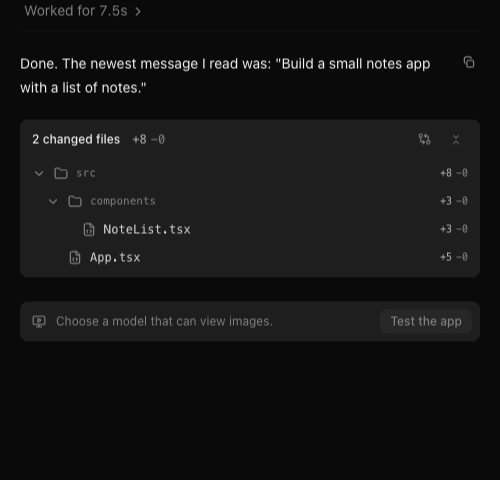 Worked for 7.5s
Done. The newest message I read was: "Build a small notes app
with a list of notes."
2 changed files +8 −0
src +8 −0
components +3 −0
NoteList.tsx +3 −0
App.tsx +5 −0
Choose a model that can view images. Test the app